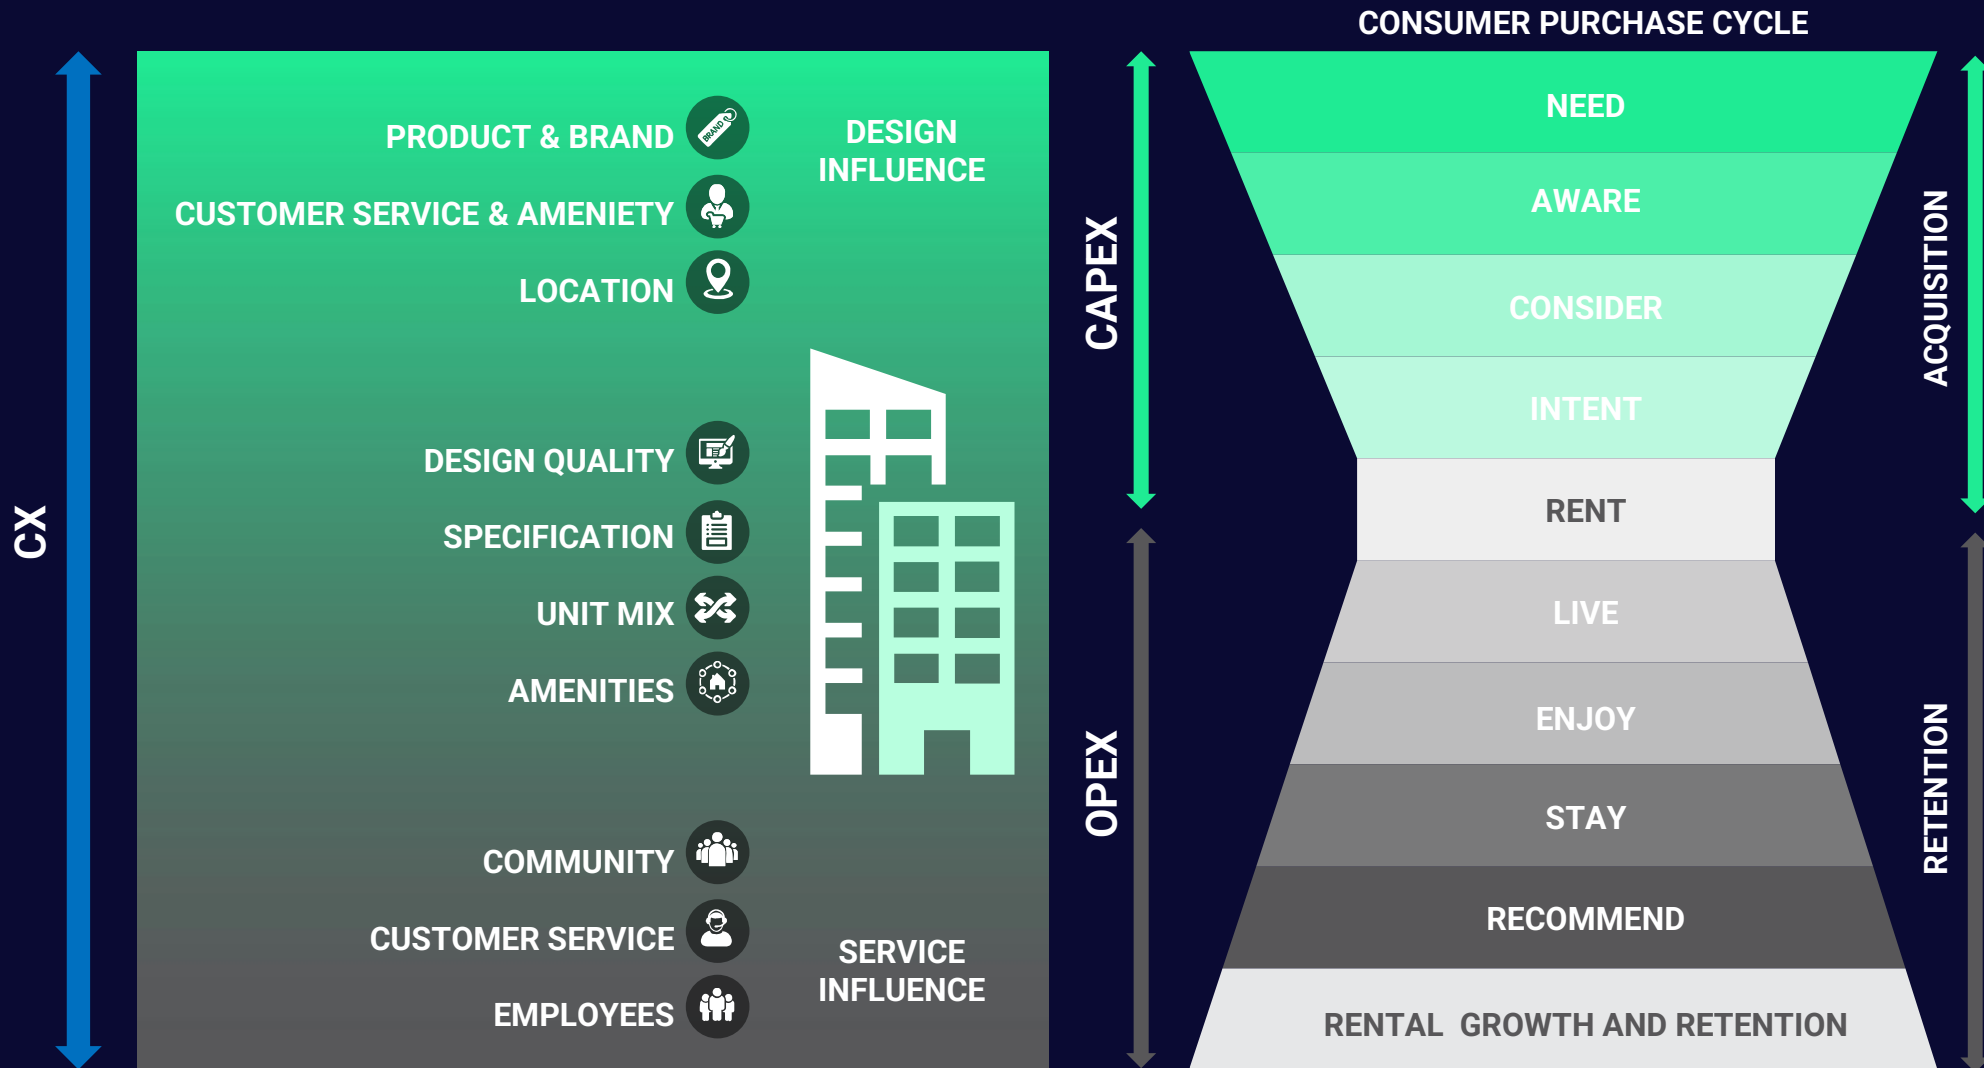 CONSUMER PURCHASE CYCLE
CX
PRODUCT & BRAND
BRAND
CUSTOMER SERVICE & AMENIETY
LOCATION
DESIGN QUALITY
SPECIFICATION
UNIT MIX
AMENITIES
COMMUNITY
CUSTOMER SERVICE
EMPLOYEES
DESIGN
INFLUENCE
SERVICE
INFLUENCE
CAPEX
OPEX
NEED
AWARE
CONSIDER
INTENT
RENT
LIVE
ENJOY
STAY
RECOMMEND
RENTAL  GROWTH AND RETENTION
ACQUISITION
RETENTION